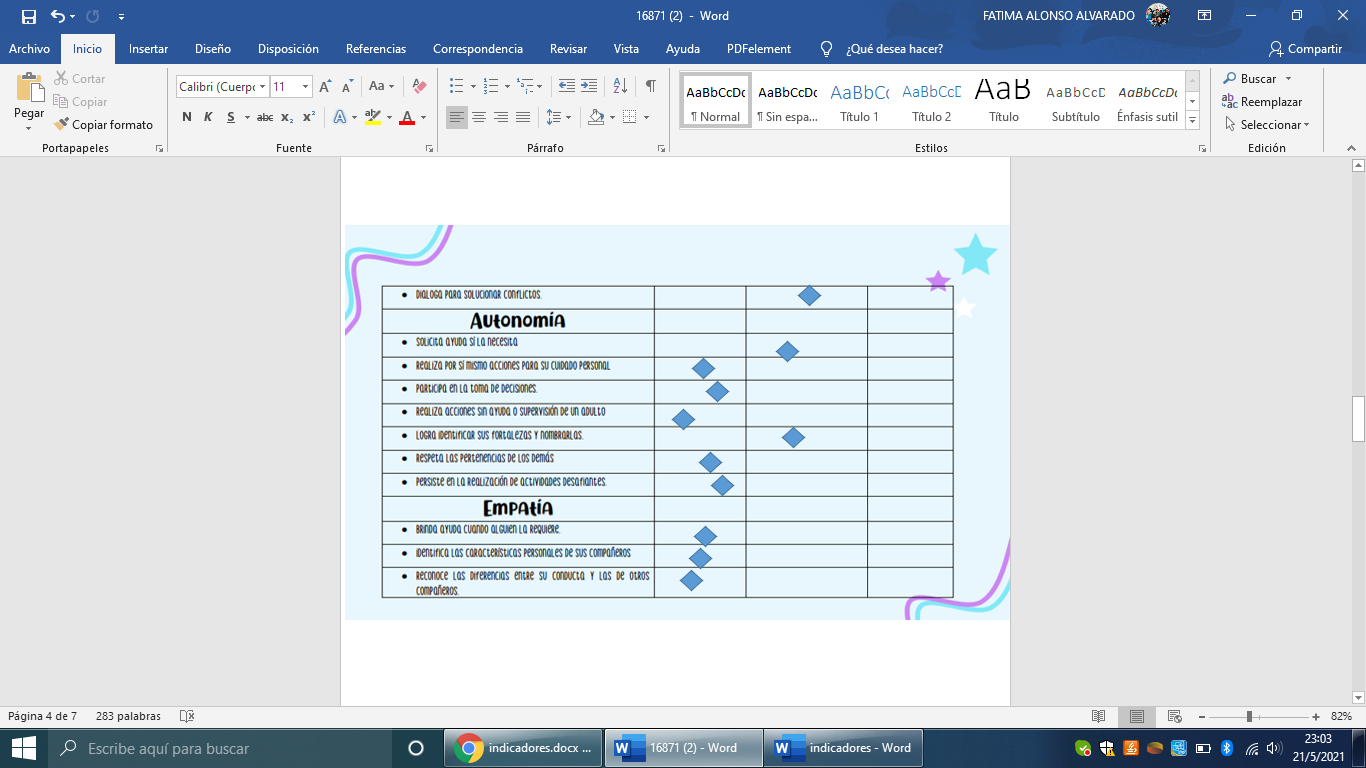 16871 (2) - Word
FATIMA ALONSO ALVARADO
Archivo Inicio Insertar Diseño Disposición Referencias Correspondencia Revisar Vista Ayuda PDFelement ¿Qué desea hacer? Compartir
Pegar
Cortar
Copiar
Copiar formato
Portapapeles
Calibri (Cuerpo 11
Aa
N K S abc x₂ x²
Fuente
Párrafo
AaBbCcDc AaBbCcDc AaBbCc AaBbCcD AaB AaBbCcD AaBbCcDc
¶ Normal ¶ Sin espa... Título 1 Título 2 Título Subtítulo Énfasis sutil
Estilos
Buscar
Reemplazar
Seleccionar
Edición
Dialoga para solucionar conflictos.
Autonomía
Solicita ayuda sí la necesita
Realiza por sí mismo acciones para su cuidado personal
Participa en la toma de decisiones.
Realiza acciones sin ayuda o supervisión de un adulto
Logra identificar sus fortalezas y nombrarlas.
Respeta las pertenencias de los demás
Persiste en la realización de actividades desafiantes.
Empatía
Brinda ayuda cuando alguien la requiere.
Identifica las características personales de sus compañeros
Reconoce las diferencias entre su conducta y las de otros
compañeros.
Página 4 de 7 283 palabras 82%
Escribe aquí para buscar
indicadores.docx ...
16871 (2) - Word
indicadores - Word
23:03
21/5/2021